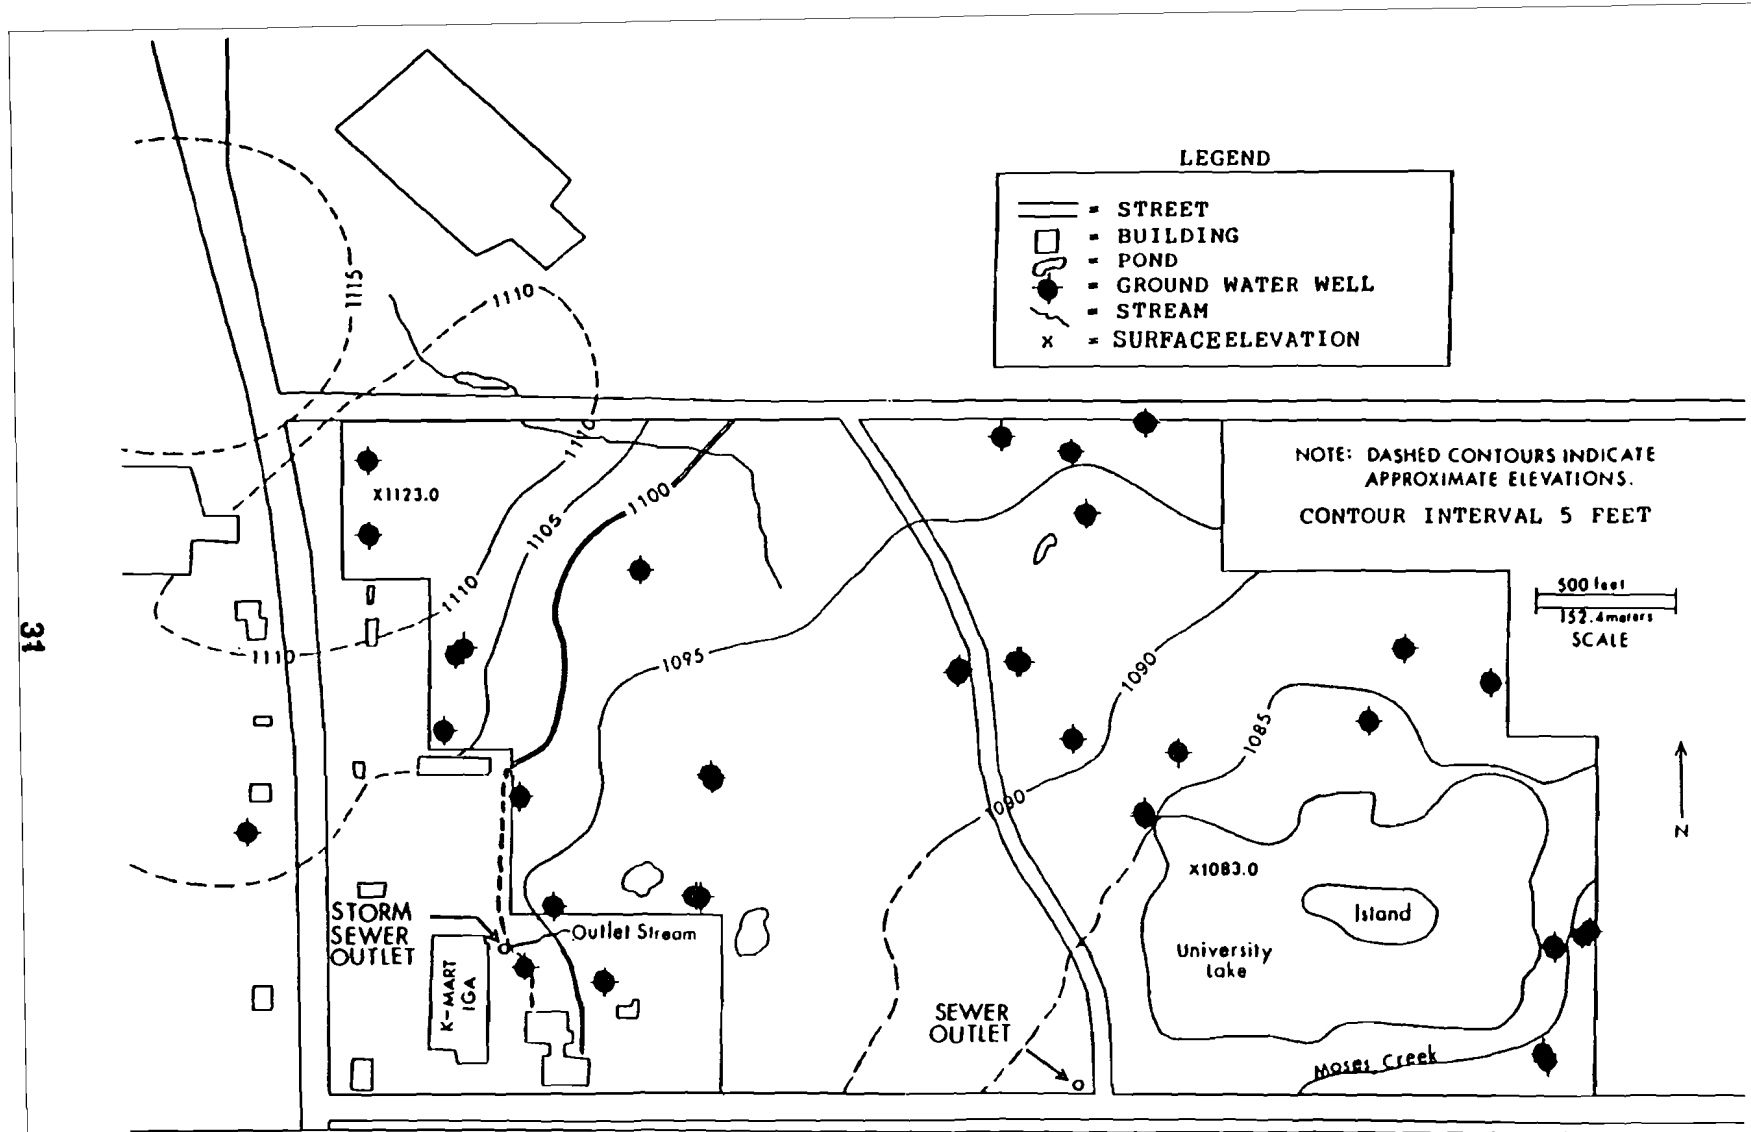 LEGEND
= STREET
= BUILDING
= POND
= GROUND WATER WELL
= STREAM
x = SURFACE ELEVATION
NOTE: DASHED CONTOURS INDICATE
APPROXIMATE ELEVATIONS.
CONTOUR INTERVAL 5 FEET
500 feet
152.4 meters
SCALE
N
1115
1110
1110
X1123.0
1100
1105
1110
1110
1095
1090
1085
1090
X1083.0
Island
University
Lake
STORM
SEWER
OUTLET
Outlet Stream
K-MART
IGA
SEWER
OUTLET
Moses Creek
31